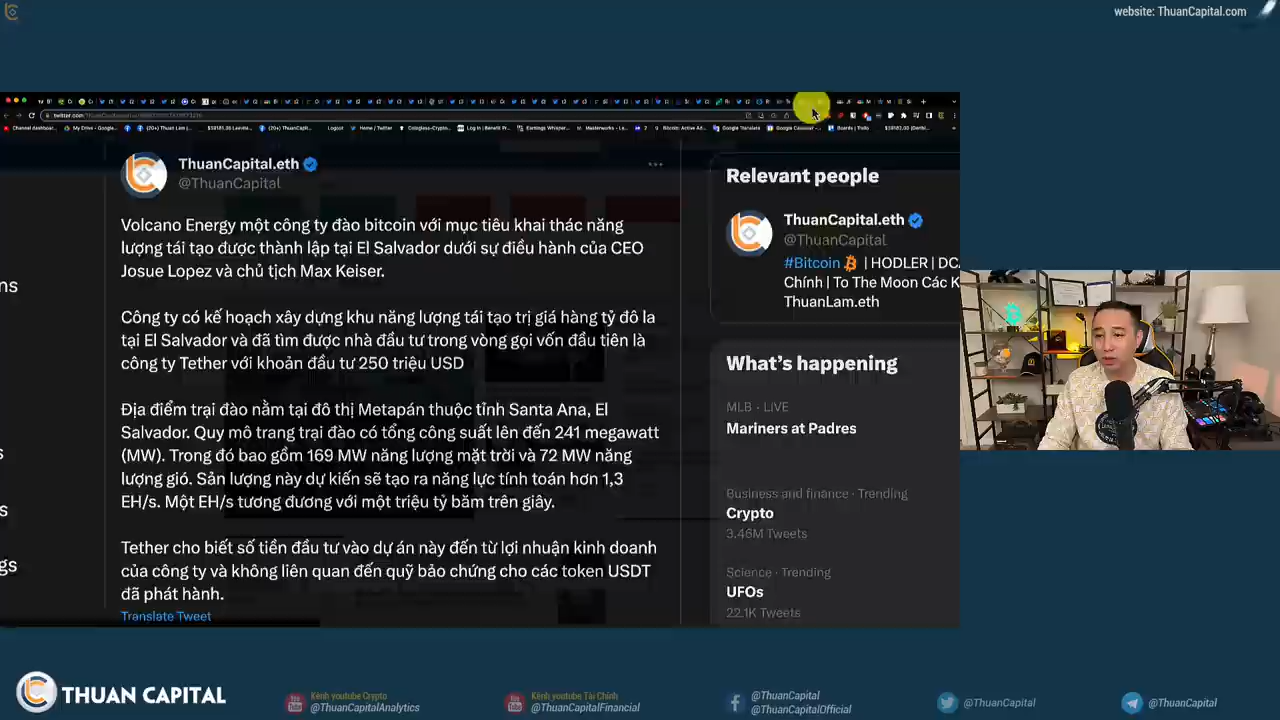 website: ThuanCapital.com
ThuanCapital.eth
@ThuanCapital
Volcano Energy một công ty đào bitcoin với mục tiêu khai thác năng
lượng tái tạo được thành lập tại El Salvador dưới sự điều hành của CEO
Josue Lopez và chủ tịch Max Keiser.
Công ty có kế hoạch xây dựng khu năng lượng tái tạo trị giá hàng tỷ đô la
tại El Salvador và đã tìm được nhà đầu tư trong vòng gọi vốn đầu tiên là
công ty Tether với khoản đầu tư 250 triệu USD
Địa điểm trại đào nằm tại đô thị Metapán thuộc tỉnh Santa Ana, El
Salvador. Quy mô trang trại đào có tổng công suất lên đến 241 megawatt
(MW). Trong đó bao gồm 169 MW năng lượng mặt trời và 72 MW năng
lượng gió. Sản lượng này dự kiến sẽ tạo ra năng lực tính toán hơn 1,3
EH/s. Một EH/s tương đương với một triệu tỷ băm trên giây.
Tether cho biết số tiền đầu tư vào dự án này đến từ lợi nhuận kinh doanh
của công ty và không liên quan đến quỹ bảo chứng cho các token USDT
đã phát hành.
Translate Tweet
ns
s
s
gs
Relevant people
ThuanCapital.eth
@ThuanCapital
#Bitcoin | HODLER | DCA
Chính | To The Moon Các K
ThuanLam.eth
What's happening
MLB · LIVE
Mariners at Padres
Business and finance · Trending
Crypto
3.46M Tweets
Science · Trending
UFOs
22.1K Tweets
THUAN CAPITAL
Kênh youtube Crypto
@ThuanCapitalAnalytics
Kênh youtube Tài Chính
@ThuanCapitalFinancial
@ThuanCapital
@ThuanCapitalOfficial
@ThuanCapital
@ThuanCapital